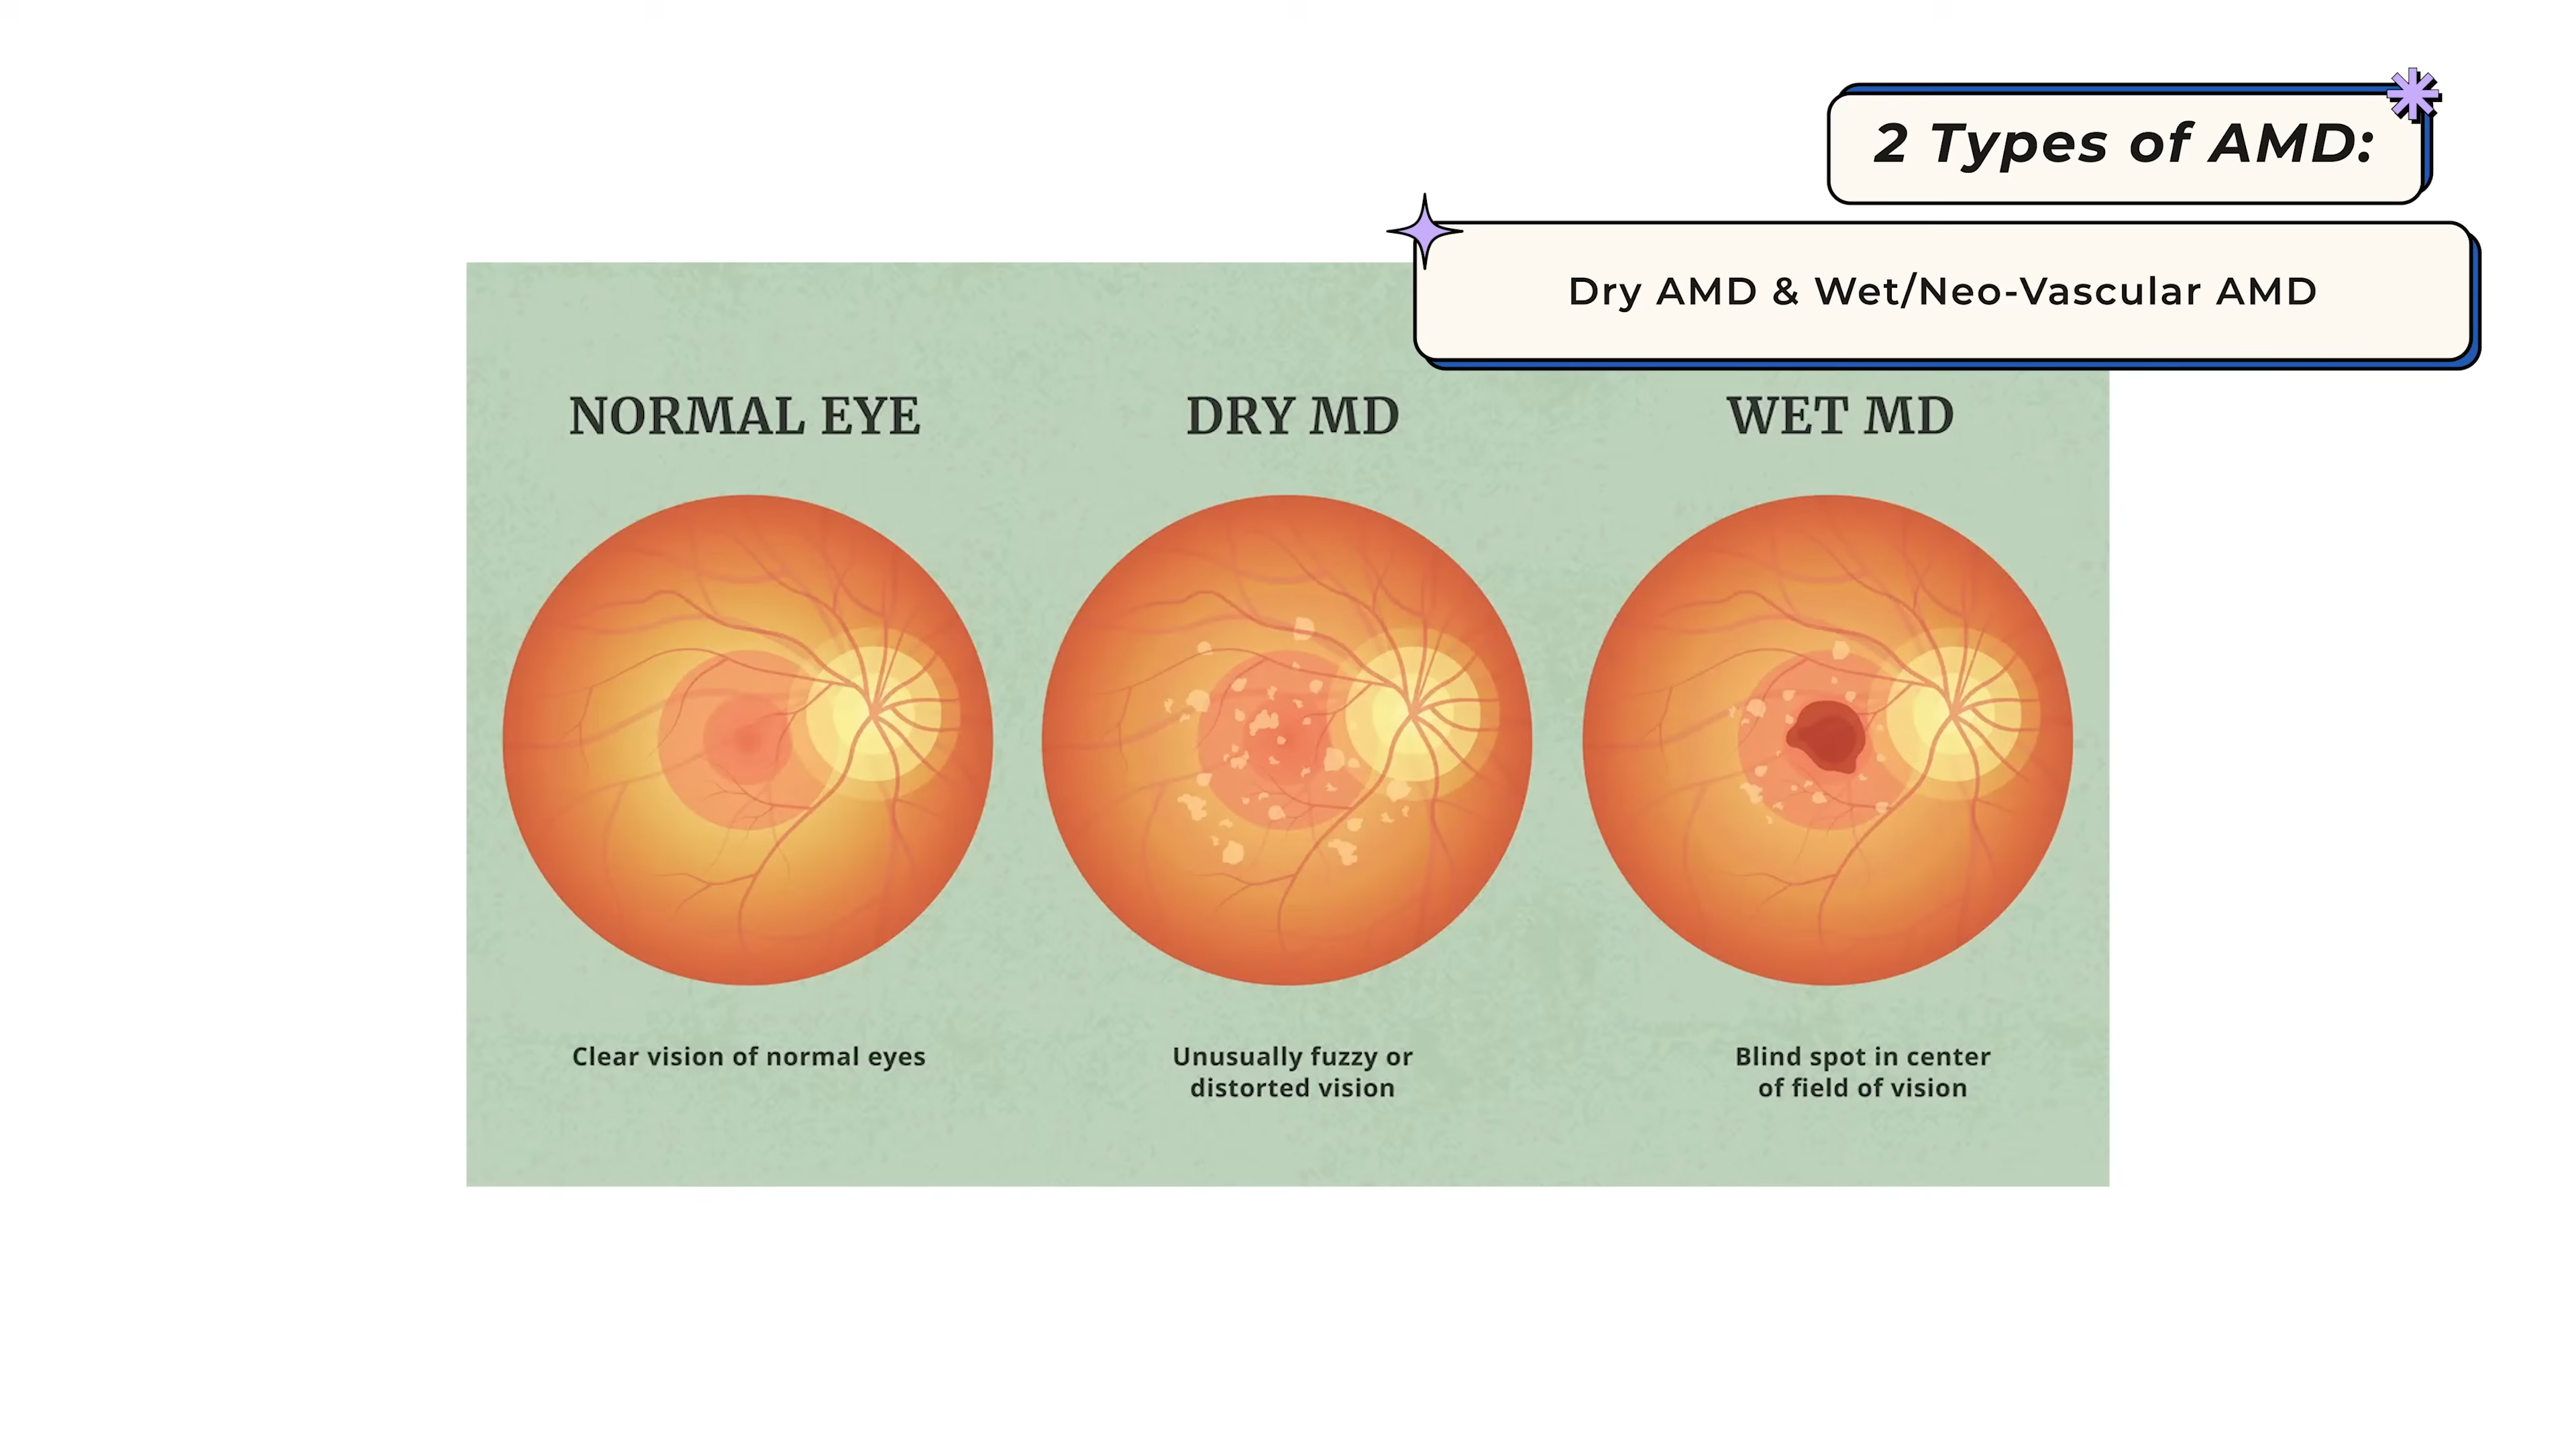 2 Types of AMD:
Dry AMD & Wet/Neo-Vascular AMD
NORMAL EYE
DRY MD
WET MD
Clear vision of normal eyes
Unusually fuzzy or
distorted vision
Blind spot in center
of field of vision